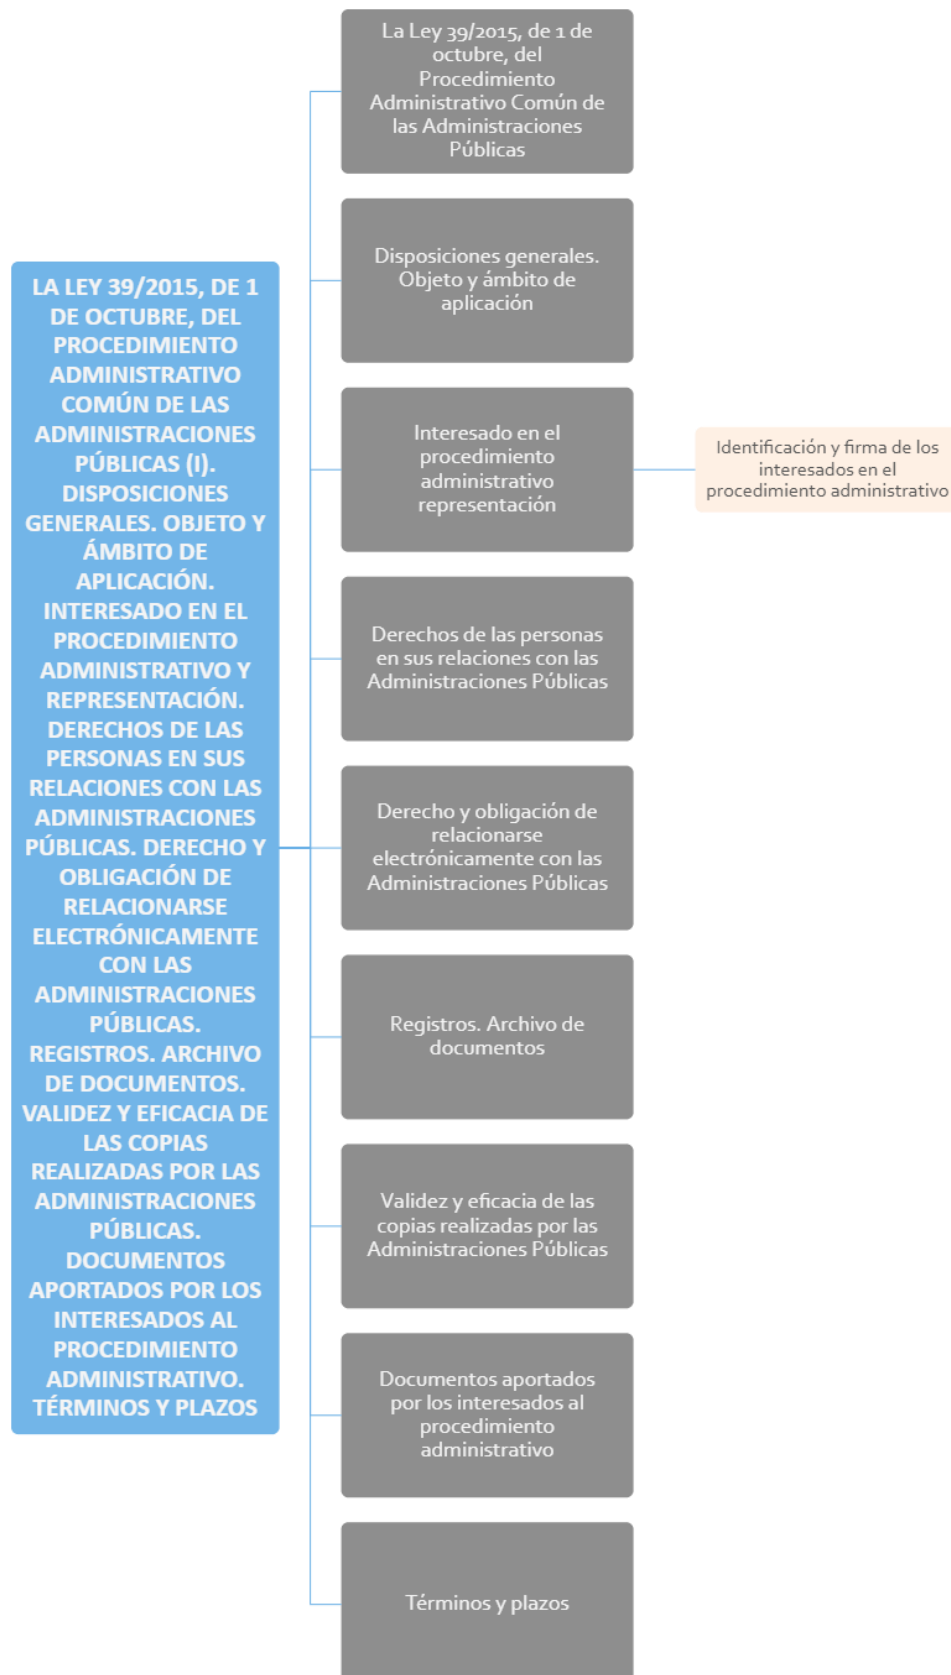 LA LEY 39/2015, DE 1
DE OCTUBRE, DEL
PROCEDIMIENTO
ADMINISTRATIVO
COMÚN DE LAS
ADMINISTRACIONES
PÚBLICAS (I).
DISPOSICIONES
GENERALES. OBJETO Y
ÁMBITO DE
APLICACIÓN.
INTERESADO EN EL
PROCEDIMIENTO
ADMINISTRATIVO Y
REPRESENTACIÓN.
DERECHOS DE LAS
PERSONAS EN SUS
RELACIONES CON LAS
ADMINISTRACIONES
PÚBLICAS. DERECHO Y
OBLIGACIÓN DE
RELACIONARSE
ELECTRÓNICAMENTE
CON LAS
ADMINISTRACIONES
PÚBLICAS.
REGISTROS. ARCHIVO
DE DOCUMENTOS.
VALIDEZ Y EFICACIA DE
LAS COPIAS
REALIZADAS POR LAS
ADMINISTRACIONES
PÚBLICAS.
DOCUMENTOS
APORTADOS POR LOS
INTERESADOS AL
PROCEDIMIENTO
ADMINISTRATIVO.
TÉRMINOS Y PLAZOS
La Ley 39/2015, de 1 de
octubre, del
Procedimiento
Administrativo Común de
las Administraciones
Públicas
Disposiciones generales.
Objeto y ámbito de
aplicación
Interesado en el
procedimiento
administrativo
representación
Identificación y firma de los
interesados en el
procedimiento administrativo
Derechos de las personas
en sus relaciones con las
Administraciones Públicas
Derecho y obligación de
relacionarse
electrónicamente con las
Administraciones Públicas
Registros. Archivo de
documentos
Validez y eficacia de las
copias realizadas por las
Administraciones Públicas
Documentos aportados
por los interesados al
procedimiento
administrativo
Términos y plazos